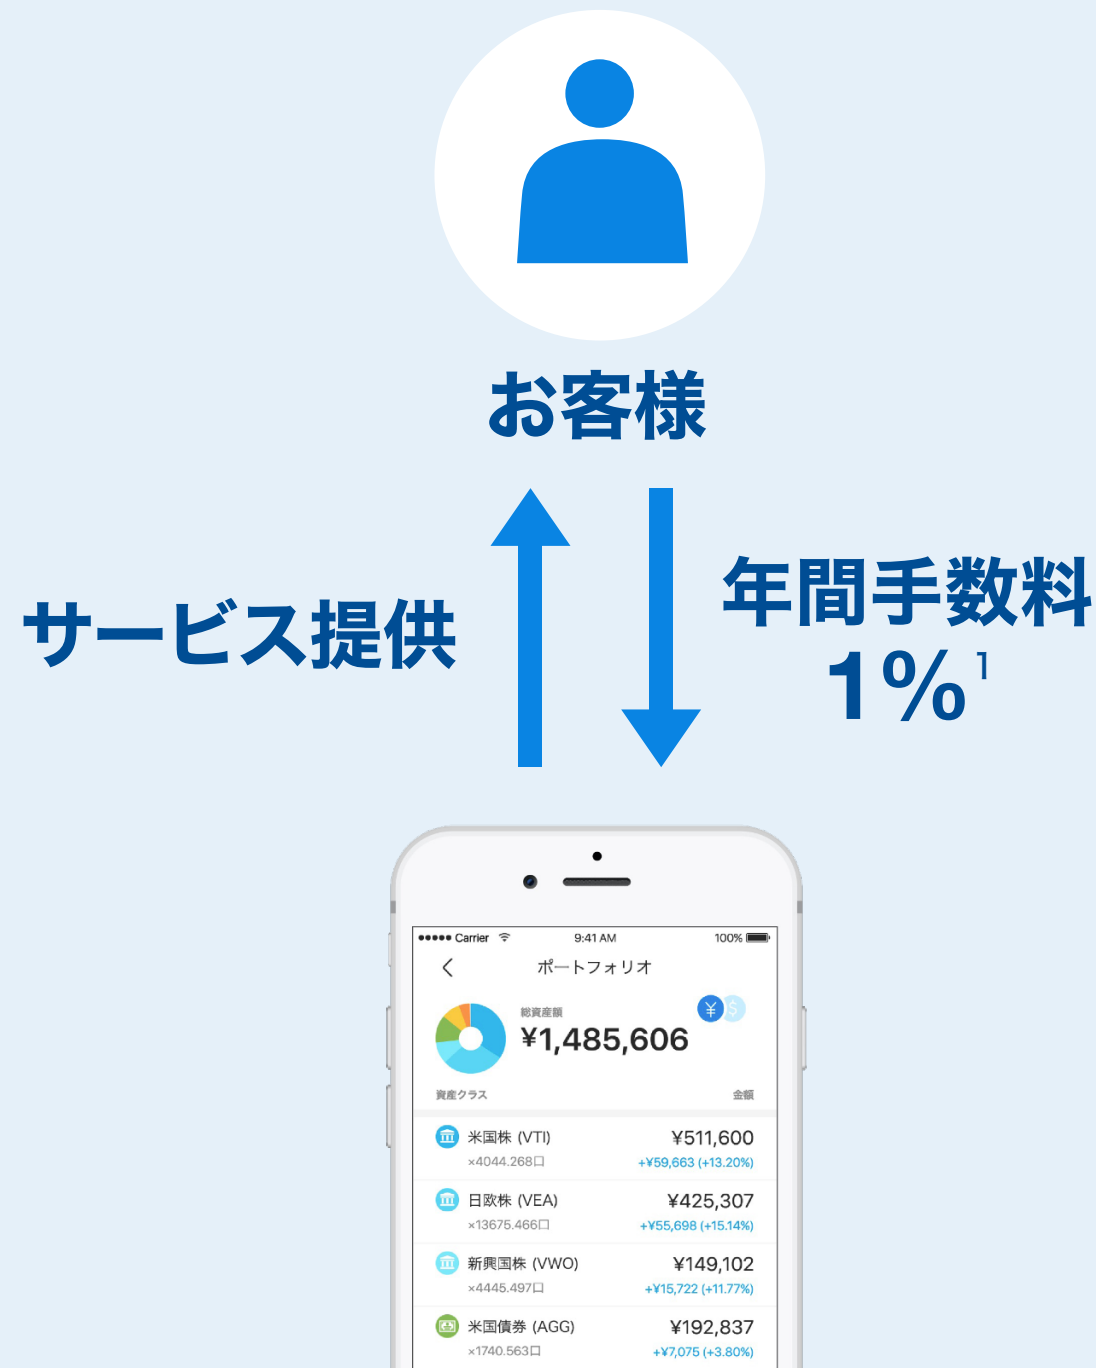 お客様
サービス提供
年間手数料
1%1
Carrier 9:41 AM 100%
ポートフォリオ
総資産額
¥ $
¥1,485,606
資産クラス 金額
米国株 (VTI) ¥511,600
×4044.268口 +¥59,663 (+13.20%)
日欧株 (VEA) ¥425,307
×13675.466口 +¥55,698 (+15.14%)
新興国株 (VWO) ¥149,102
×4445.497口 +¥15,722 (+11.77%)
米国債券 (AGG) ¥192,837
×1740.563口 +¥7,075 (+3.80%)